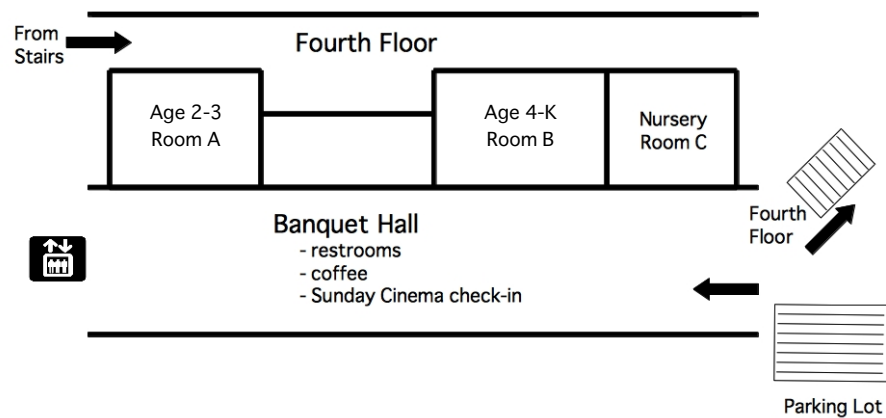 From
Stairs
Fourth Floor
Age 2-3
Room A
Age 4-K
Room B
Nursery
Room C
Banquet Hall
- restrooms
- coffee
- Sunday Cinema check-in
Fourth
Floor
Parking Lot